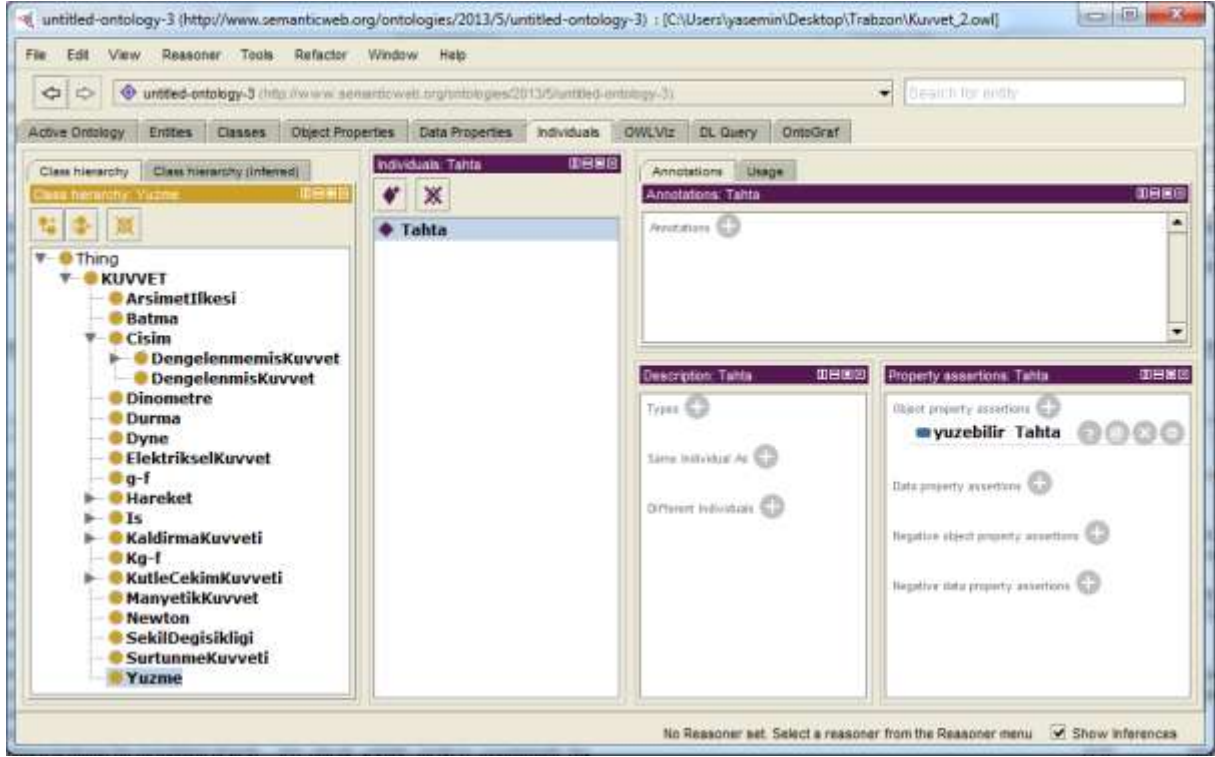 untitled-ontology-3 (http://www.semanticweb.org/ontologies/2013/5/untitled-ontology-3) : [C:\Users\yasemin\Desktop\Trabzon\Kuvvet_2.owl]
File Edit View Reasoner Tools Refactor Window Help
untitled-ontology-3 (http://www.semanticweb.org/ontologies/2013/5/untitled-ontology-3)
Search for entity
Active Ontology Entities Classes Object Properties Data Properties Individuals OWLViz DL Query OntoGraf
Class hierarchy Class hierarchy (inferred)
Class hierarchy: Yuzme
Thing
KUVVET
ArsimetIlkesi
Batma
Cisim
DengelenmemisKuvvet
DengelenmisKuvvet
Dinometre
Durma
Dyne
ElektrikselKuvvet
g-f
Hareket
Is
KaldirmaKuvveti
Kg-f
KutleCekimKuvveti
ManyetikKuvvet
Newton
SekilDegisikligi
SurtunmeKuvveti
Yuzme
Individuals: Tahta
Tahta
Annotations Usage
Annotations: Tahta
Annotations
Description: Tahta
Types
Same Individual As
Different Individuals
Property assertions: Tahta
Object property assertions
yuzebilir Tahta
Data property assertions
Negative object property assertions
Negative data property assertions
No Reasoner set. Select a reasoner from the Reasoner menu Show Inferences